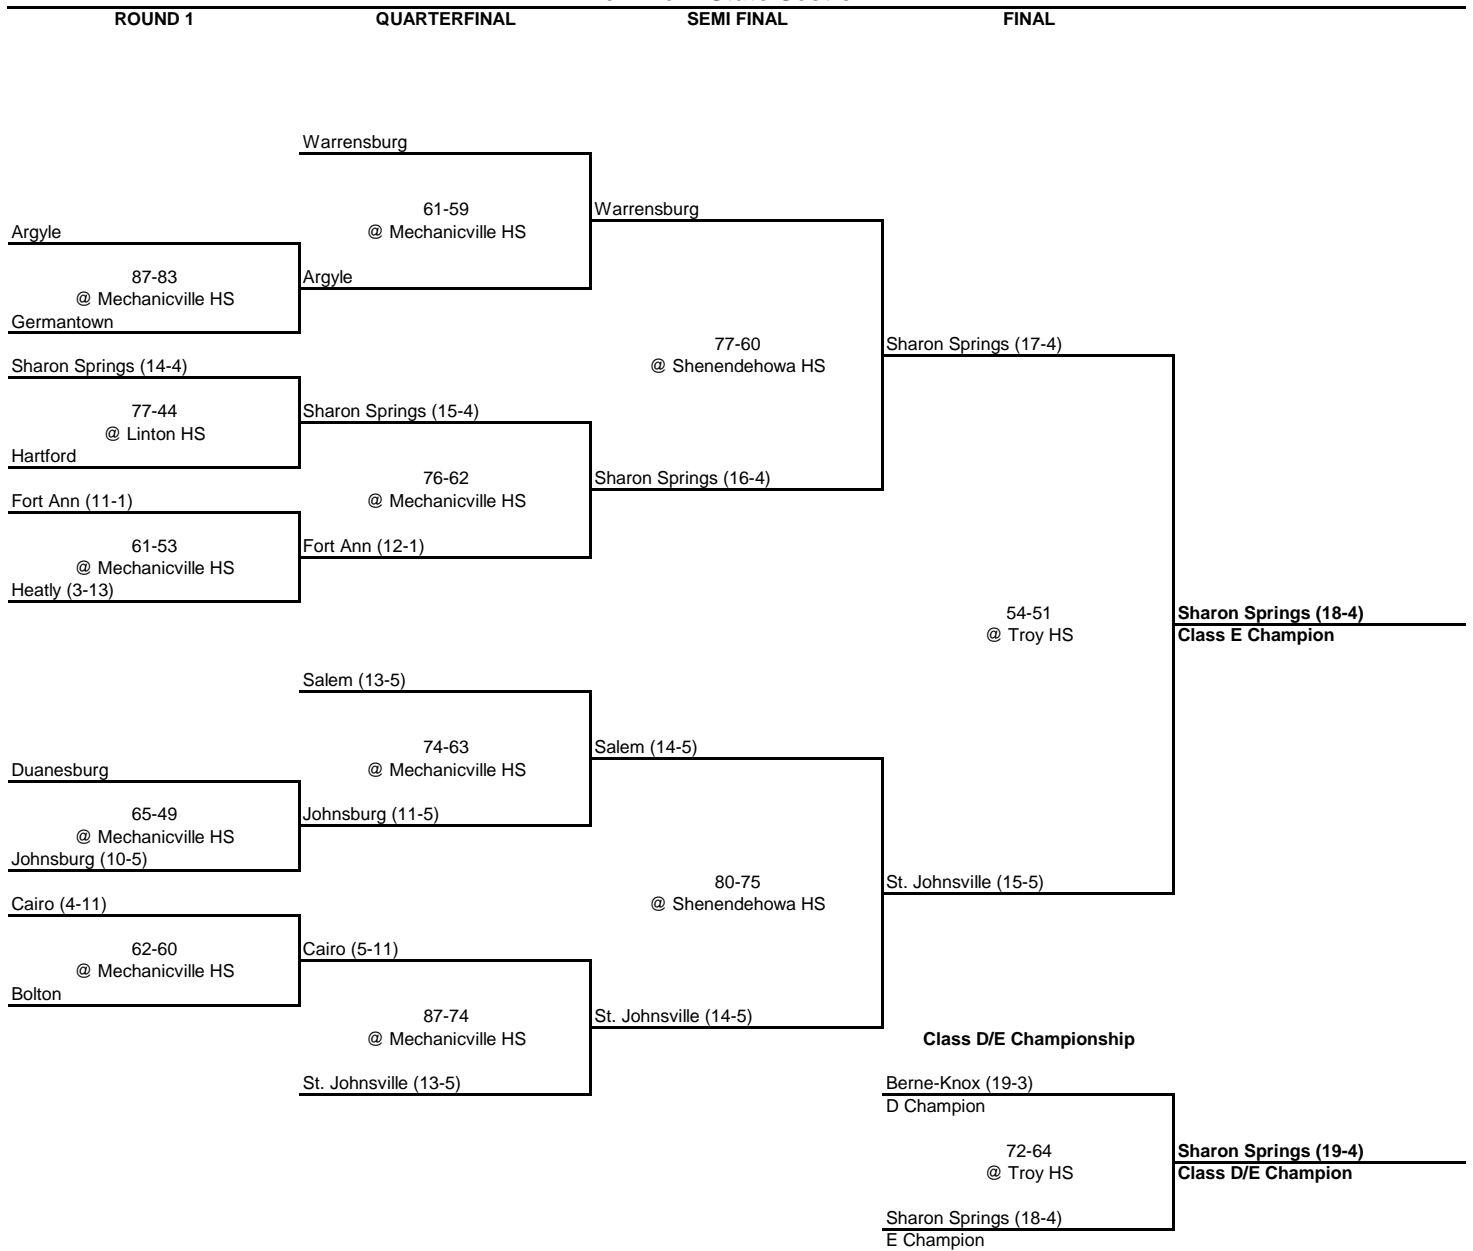 ROUND 1 QUARTERFINAL SEMI FINAL FINAL
Warrensburg
61-59
@ Mechanicville HS
Warrensburg
Argyle
87-83
@ Mechanicville HS
Argyle
Germantown
77-60
@ Shenendehowa HS
Sharon Springs (17-4)
Sharon Springs (14-4)
77-44
@ Linton HS
Sharon Springs (15-4)
Hartford
76-62
@ Mechanicville HS
Sharon Springs (16-4)
Fort Ann (11-1)
61-53
@ Mechanicville HS
Fort Ann (12-1)
Heatly (3-13)
54-51
@ Troy HS
Sharon Springs (18-4)
Class E Champion
Salem (13-5)
74-63
@ Mechanicville HS
Salem (14-5)
Duanesburg
65-49
@ Mechanicville HS
Johnsburg (11-5)
Johnsburg (10-5)
80-75
@ Shenendehowa HS
St. Johnsville (15-5)
Cairo (4-11)
62-60
@ Mechanicville HS
Cairo (5-11)
Bolton
87-74
@ Mechanicville HS
St. Johnsville (14-5)
St. Johnsville (13-5)
Class D/E Championship
Berne-Knox (19-3)
D Champion
72-64
@ Troy HS
Sharon Springs (19-4)
Class D/E Champion
Sharon Springs (18-4)
E Champion